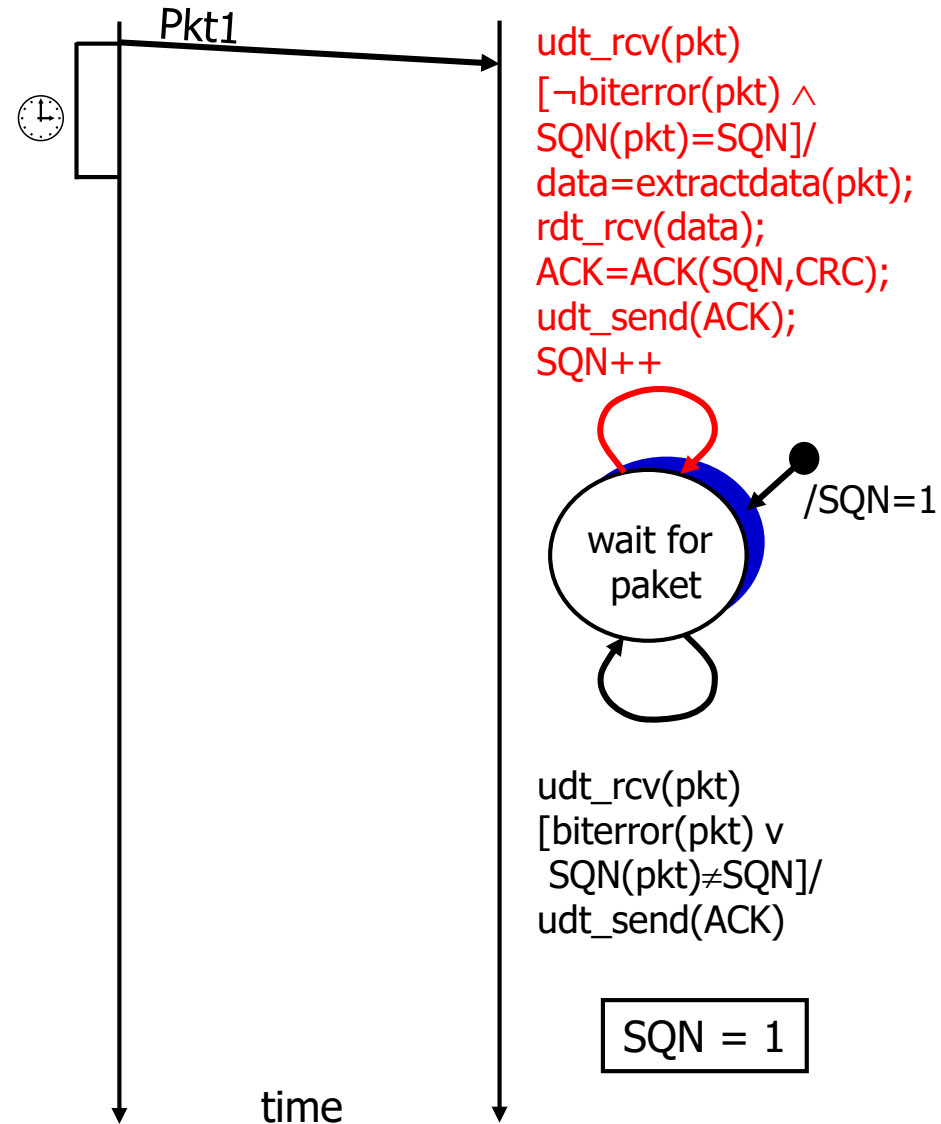 Pkt1
udt_rcv(pkt)
[¬biterror(pkt) ∧
SQN(pkt)=SQN]/
data=extractdata(pkt);
rdt_rcv(data);
ACK=ACK(SQN,CRC);
udt_send(ACK);
SQN++
/SQN=1
wait for
paket
udt_rcv(pkt)
[biterror(pkt) v
SQN(pkt)≠SQN]/
udt_send(ACK)
SQN = 1
time